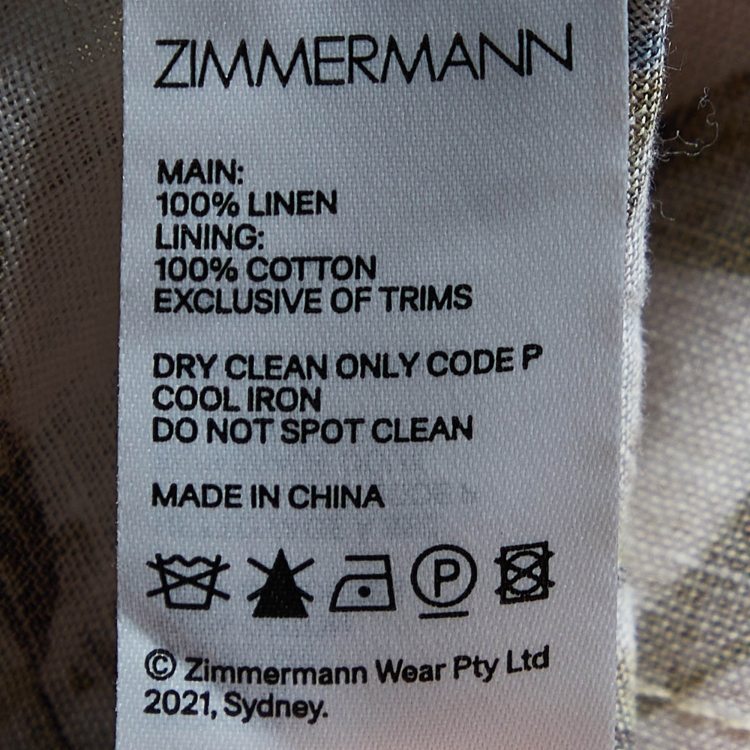 ZIMMERMANN
MAIN:
100% LINEN
LINING:
100% COTTON
EXCLUSIVE OF TRIMS
DRY CLEAN ONLY CODE P
COOL IRON
DO NOT SPOT CLEAN
MADE IN CHINA
P
© Zimmermann Wear Pty Ltd
2021, Sydney.